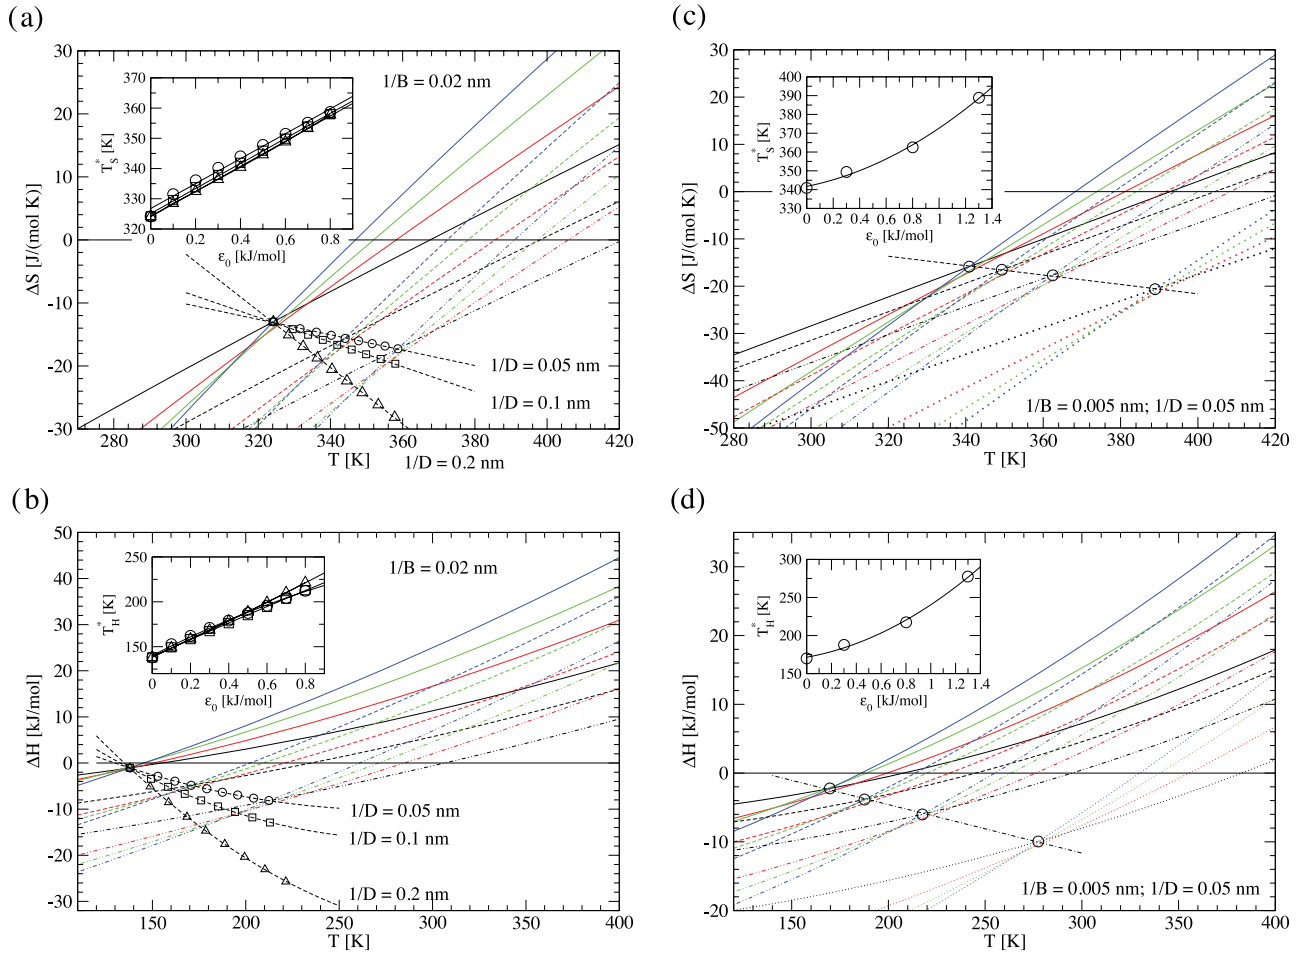 (a)
30
20
10
0
-10
-20
-30
ΔS [J/(mol K)]
280 300 320 340 360 380 400 420
T [K]
1/B = 0.02 nm
1/D = 0.05 nm
1/D = 0.1 nm
1/D = 0.2 nm
370
360
350
340
330
320
T*S [K]
0 0.2 0.4 0.6 0.8
ε0 [kJ/mol]
(c)
30
20
10
0
-10
-20
-30
-40
-50
ΔS [J/(mol K)]
280 300 320 340 360 380 400 420
T [K]
1/B = 0.005 nm; 1/D = 0.05 nm
400
390
380
370
360
350
340
330
T*S [K]
0 0.2 0.4 0.6 0.8 1 1.2 1.4
ε0 [kJ/mol]
(b)
50
40
30
20
10
0
-10
-20
-30
ΔH [kJ/mol]
150 200 250 300 350 400
T [K]
1/B = 0.02 nm
1/D = 0.05 nm
1/D = 0.1 nm
1/D = 0.2 nm
250
200
150
T*H [K]
0 0.2 0.4 0.6 0.8
ε0 [kJ/mol]
(d)
30
20
10
0
-10
20
ΔH [kJ/mol]
150 200 250 300 350 400
T [K]
1/B = 0.005 nm; 1/D = 0.05 nm
300
250
200
150
T*H [K]
0 0.2 0.4 0.6 0.8 1 1.2 1.4
ε0 [kJ/mol]